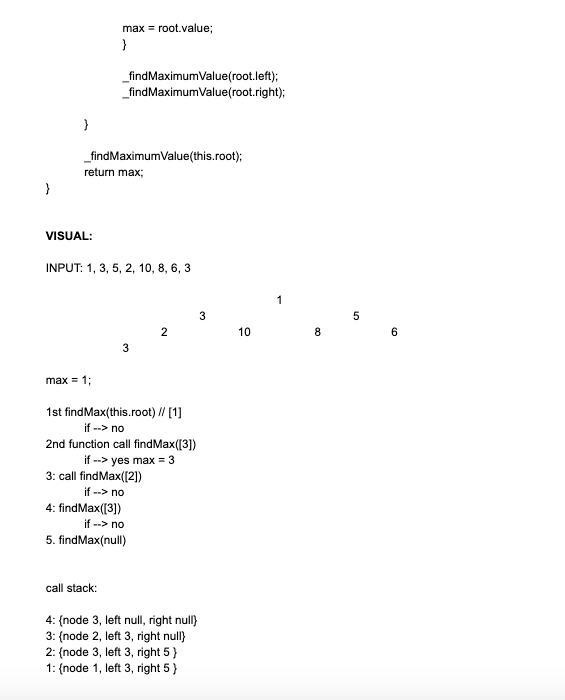 max = root.value;
}
_findMaximumValue(root.left);
_findMaximumValue(root.right);
}
_findMaximumValue(this.root);
return max;
}
VISUAL:
INPUT: 1, 3, 5, 2, 10, 8, 6, 3
1
3 5
2 10 8 6
3
max = 1;
1st findMax(this.root) // [1]
if --> no
2nd function call findMax([3])
if --> yes max = 3
3: call findMax([2])
if --> no
4: findMax([3])
if --> no
5. findMax(null)
call stack:
4: {node 3, left null, right null}
3: {node 2, left 3, right null}
2: {node 3, left 3, right 5 }
1: {node 1, left 3, right 5 }